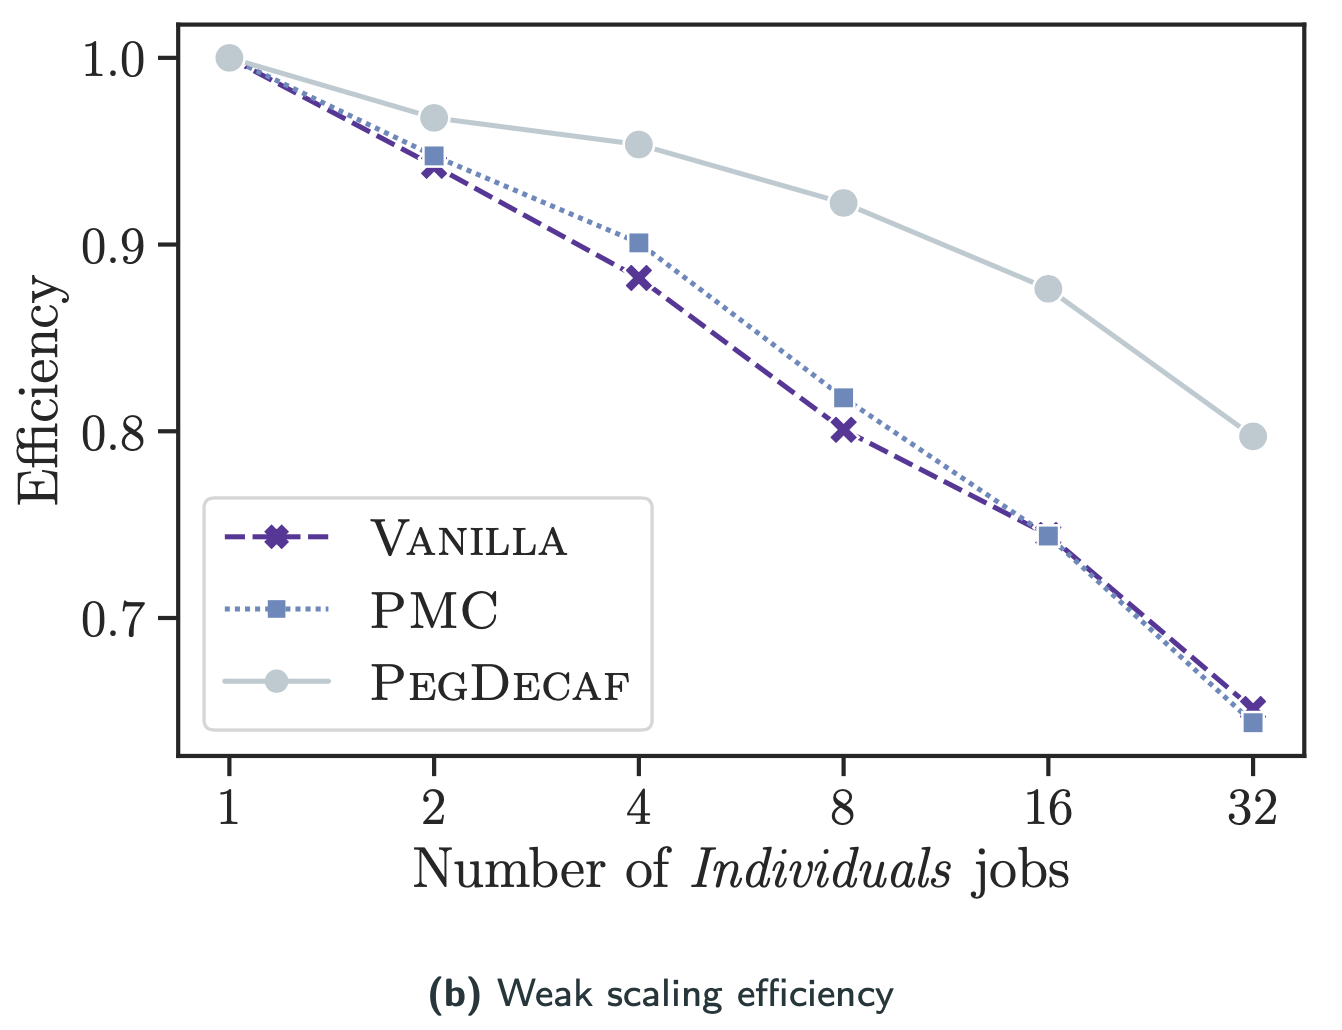 1.0
0.9
0.8
0.7
Efficiency
VANILLA
PMC
PEGDECAF
1 2 4 8 16 32
Number of Individuals jobs
(b) Weak scaling efficiency